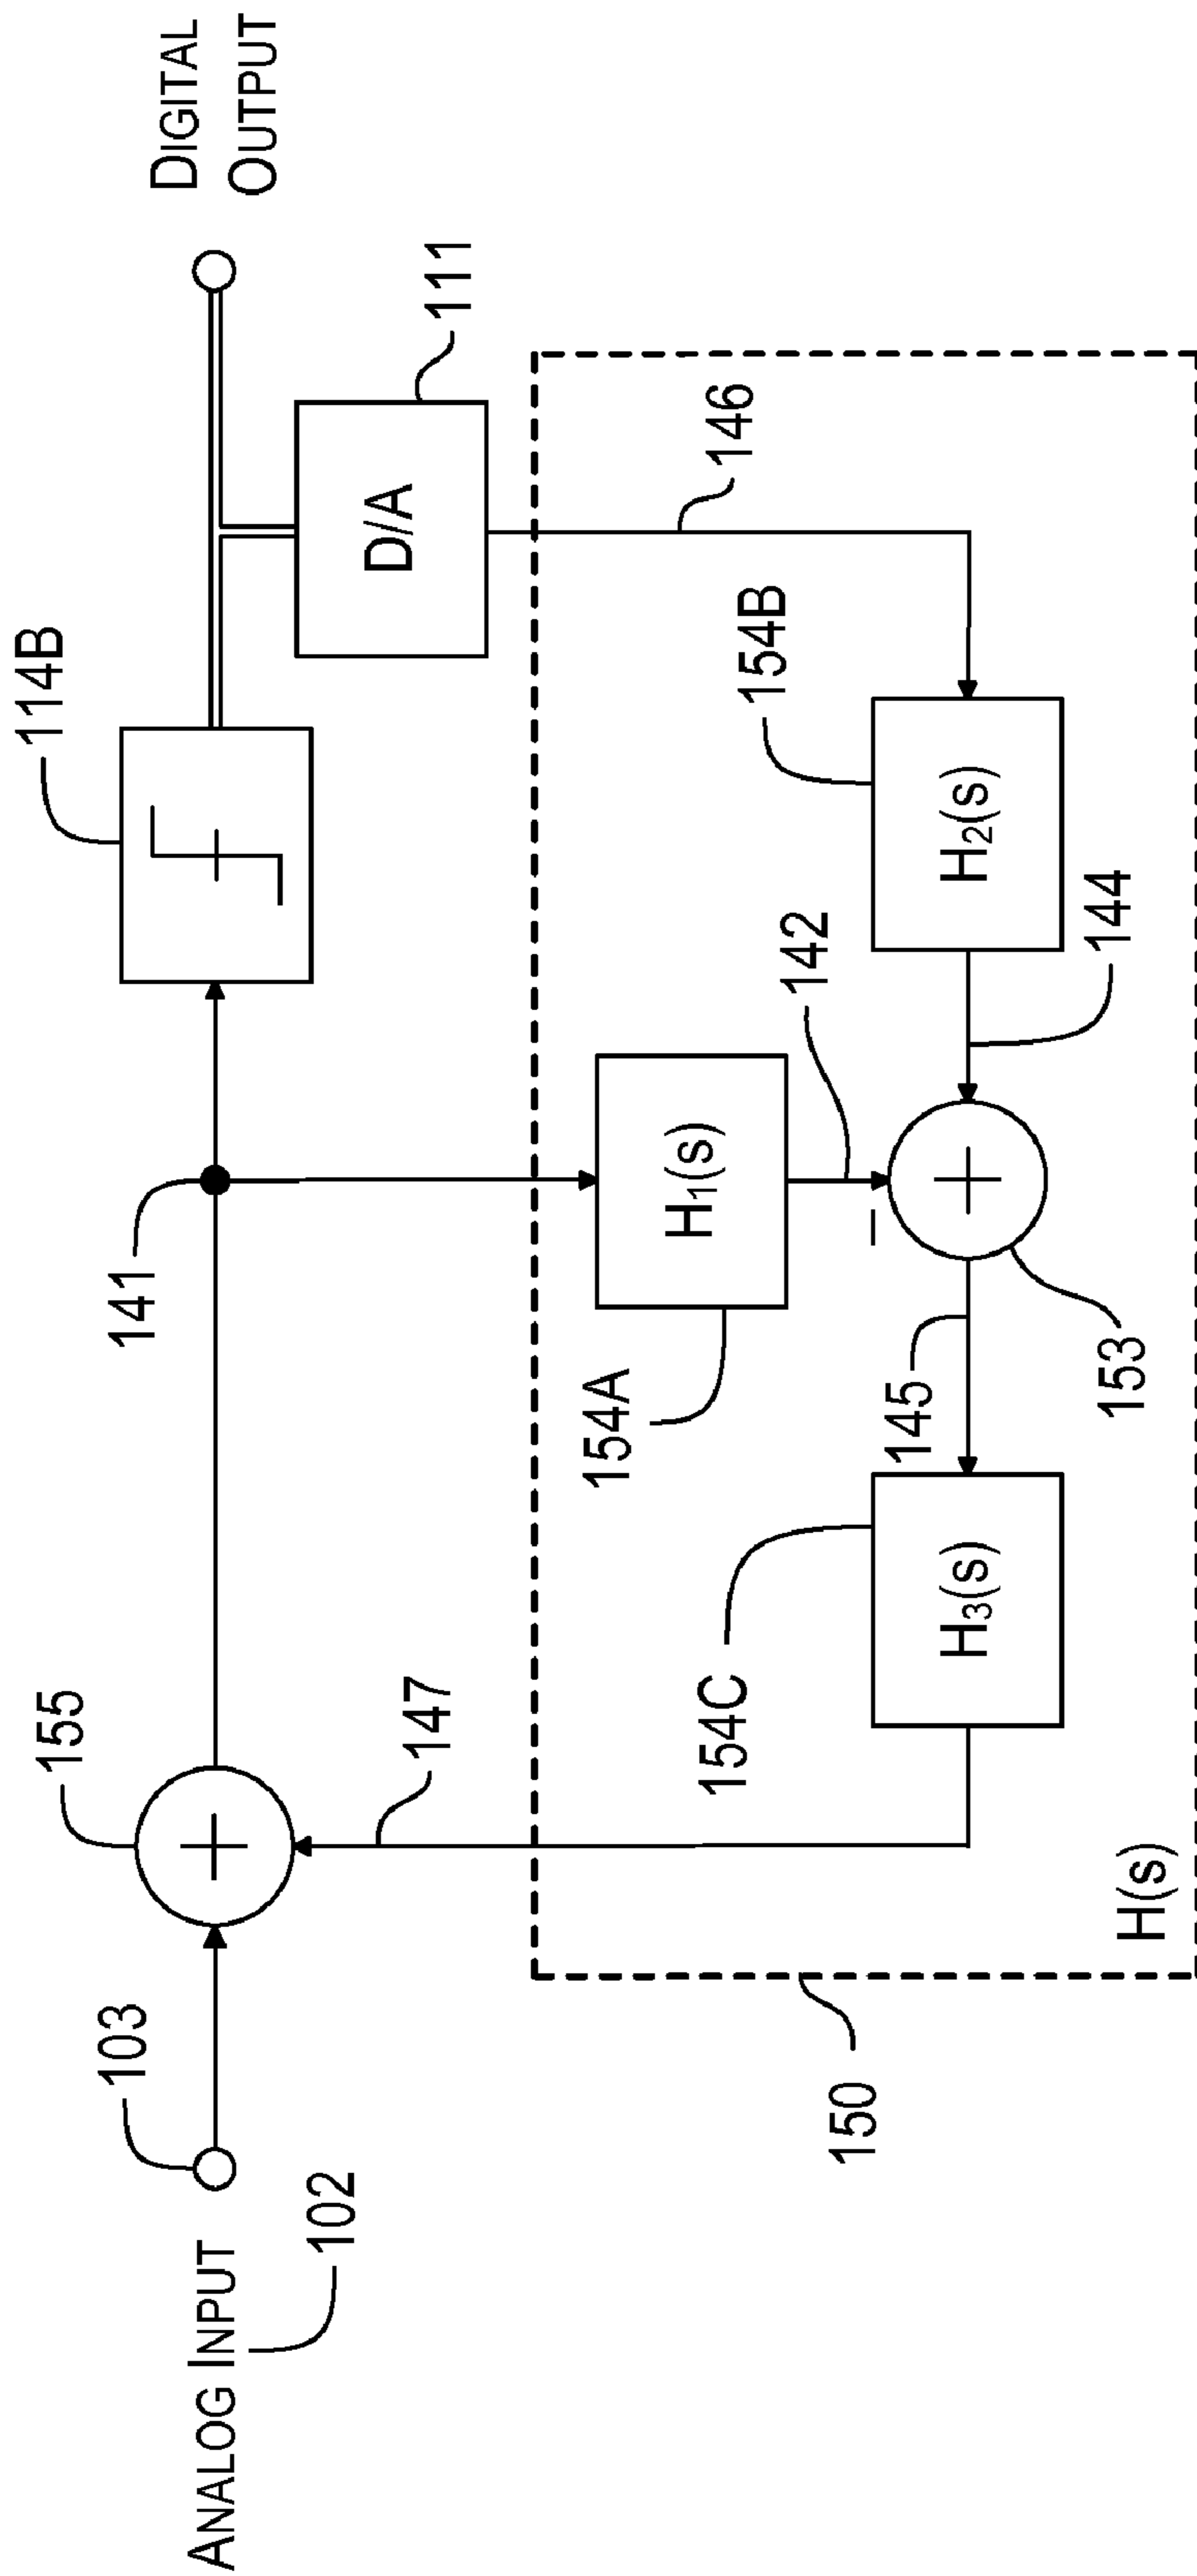 ANALOG INPUT
102
103
155
141
114B
DIGITAL
OUTPUT
D/A
111
147
146
154A
H₁(s)
142
154B
H₂(s)
144
145
153
154C
H₃(s)
150
H(s)